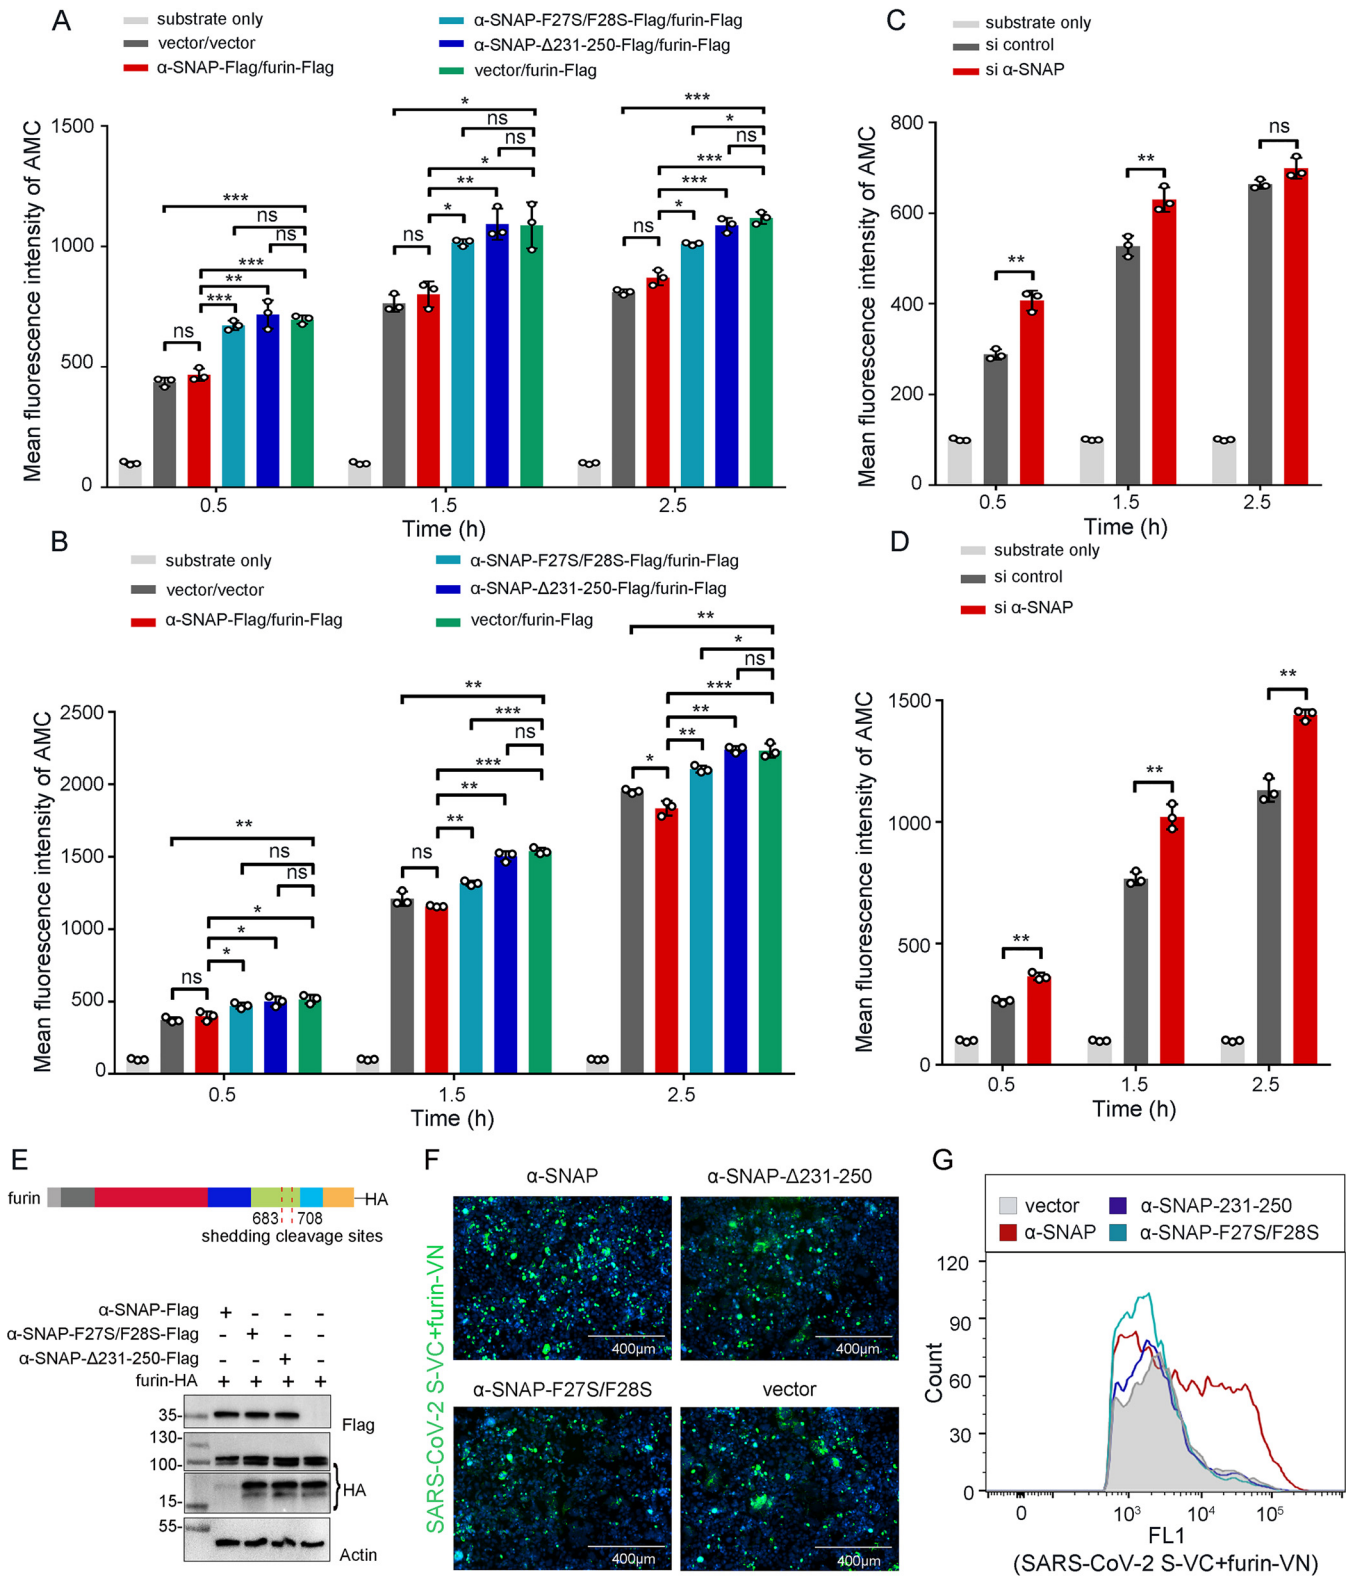 A
substrate only
vector/vector
α-SNAP-Flag/furin-Flag
α-SNAP-F27S/F28S-Flag/furin-Flag
α-SNAP-Δ231-250-Flag/furin-Flag
vector/furin-Flag
Mean fluorescence intensity of AMC
1500
1000
500
0
*** ns ns *** ** *** ns
* ns ns * ** * ns
*** * ns *** *** * ns
0.5 1.5 2.5
Time (h)
C
substrate only
si control
si α-SNAP
Mean fluorescence intensity of AMC
800
600
400
200
0
** ** ns
0.5 1.5 2.5
Time (h)
B
substrate only
vector/vector
α-SNAP-Flag/furin-Flag
α-SNAP-F27S/F28S-Flag/furin-Flag
α-SNAP-Δ231-250-Flag/furin-Flag
vector/furin-Flag
Mean fluorescence intensity of AMC
2500
2000
1500
1000
500
0
** ns ns * * * ns
** *** ns *** ** ** ns
** * ns *** ** ** *
0.5 1.5 2.5
Time (h)
D
substrate only
si control
si α-SNAP
Mean fluorescence intensity of AMC
1500
1000
500
0
** ** **
0.5 1.5 2.5
Time (h)
E
furin
HA
683 708
shedding cleavage sites
α-SNAP-Flag + - - -
α-SNAP-F27S/F28S-Flag - + - -
α-SNAP-Δ231-250-Flag - - + -
furin-HA + + + +
35-
Flag
130-
100-
HA
15-
55-
Actin
F
SARS-CoV-2 S-VC+furin-VN
α-SNAP
α-SNAP-Δ231-250
400μm
400μm
α-SNAP-F27S/F28S
vector
400μm
400μm
G
vector
α-SNAP-231-250
α-SNAP
α-SNAP-F27S/F28S
Count
120
90
60
30
0
0 10³ 10⁴ 10⁵
FL1
(SARS-CoV-2 S-VC+furin-VN)